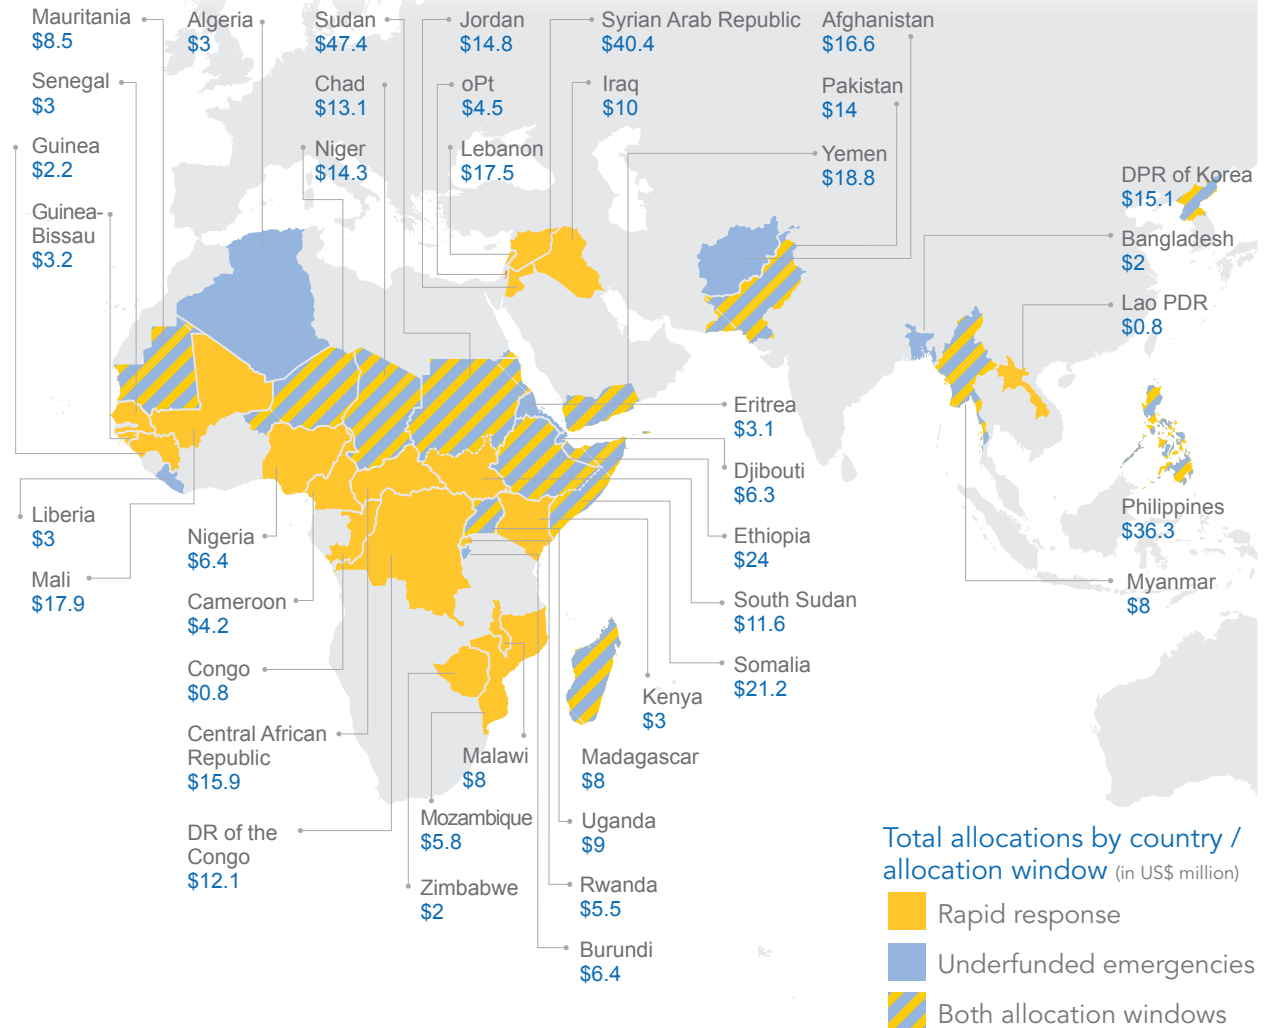 Mauritania
$8.5
Algeria
$3
Sudan
$47.4
Jordan
$14.8
Syrian Arab Republic
$40.4
Afghanistan
$16.6
Senegal
$3
Chad
$13.1
oPt
$4.5
Iraq
$10
Pakistan
$14
Guinea
$2.2
Niger
$14.3
Lebanon
$17.5
Yemen
$18.8
DPR of Korea
$15.1
Guinea-
Bissau
$3.2
Bangladesh
$2
Lao PDR
$0.8
Eritrea
$3.1
Djibouti
$6.3
Liberia
$3
Nigeria
$6.4
Ethiopia
$24
Philippines
$36.3
Mali
$17.9
Cameroon
$4.2
South Sudan
$11.6
Myanmar
$8
Congo
$0.8
Somalia
$21.2
Kenya
$3
Central African
Republic
$15.9
Malawi
$8
Madagascar
$8
DR of the
Congo
$12.1
Mozambique
$5.8
Uganda
$9
Zimbabwe
$2
Rwanda
$5.5
Burundi
$6.4
Total allocations by country /
allocation window (in US$ million)
Rapid response
Underfunded emergencies
Both allocation windows